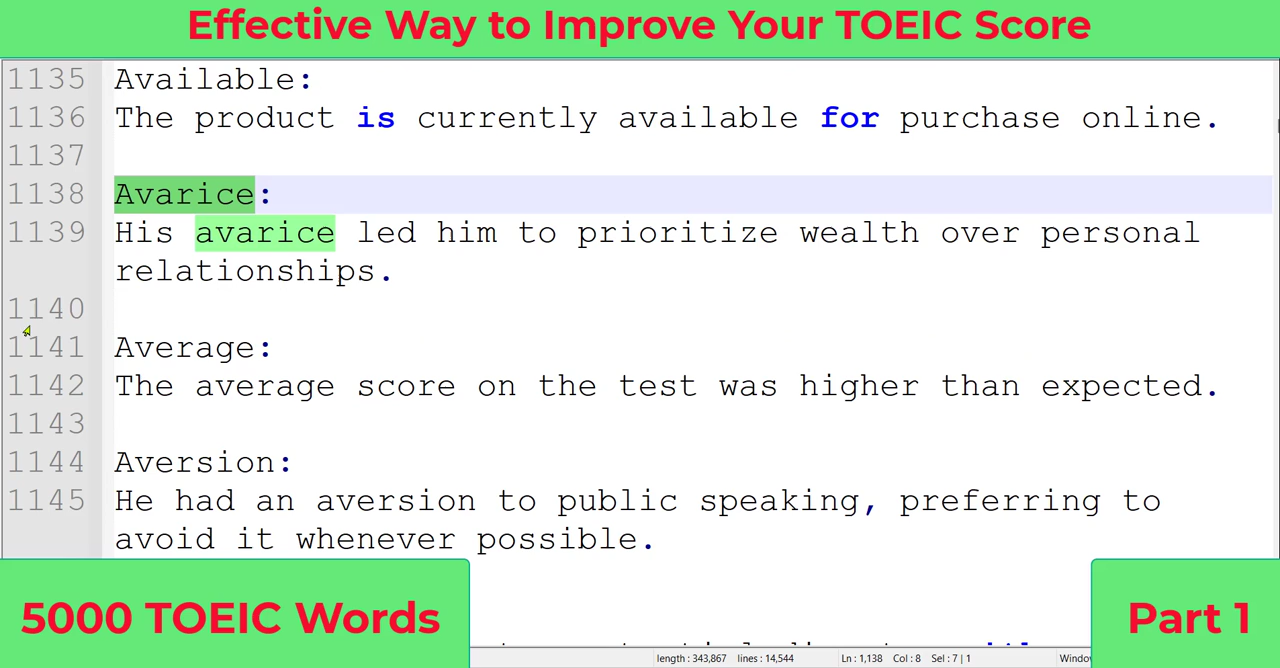 Effective Way to Improve Your TOEIC Score
1135 Available:
1136 The product is currently available for purchase online.
1137
1138 Avarice:
1139 His avarice led him to prioritize wealth over personal
relationships.
1140
1141 Average:
1142 The average score on the test was higher than expected.
1143
1144 Aversion:
1145 He had an aversion to public speaking, preferring to
avoid it whenever possible.
5000 TOEIC Words
Part 1
length : 343,867 lines : 14,544 Ln : 1,138 Col : 8 Sel : 7 | 1